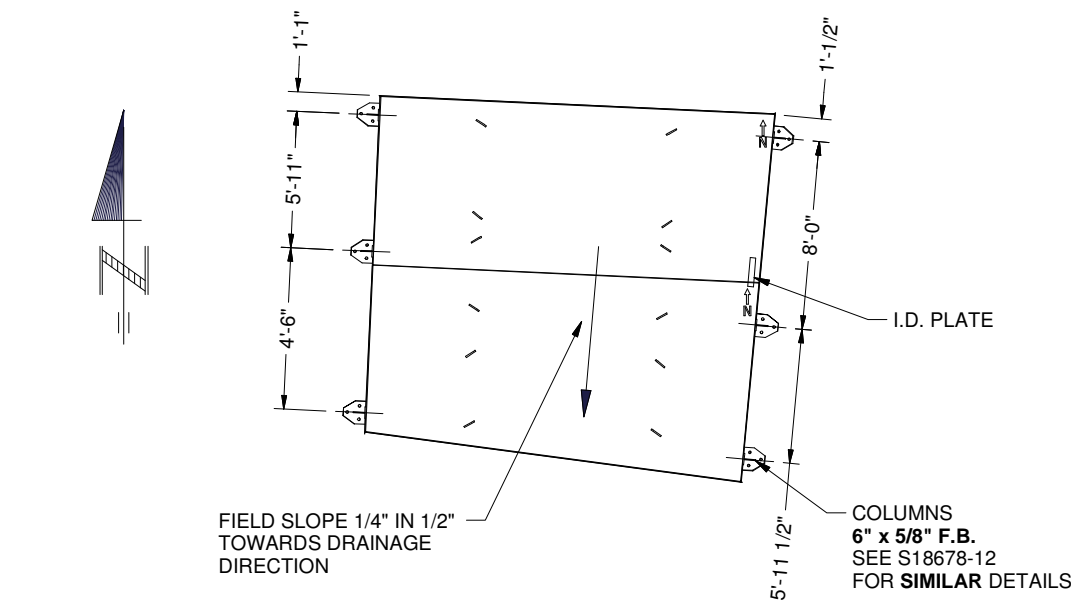 1'-1"
1'-1/2"
5'-11"
N
8'-0"
N
4'-6"
N
I.D. PLATE
FIELD SLOPE 1/4" IN 1/2"
TOWARDS DRAINAGE
DIRECTION
COLUMNS
6" x 5/8" F.B.
SEE S18678-12
FOR SIMILAR DETAILS
5'-11 1/2"